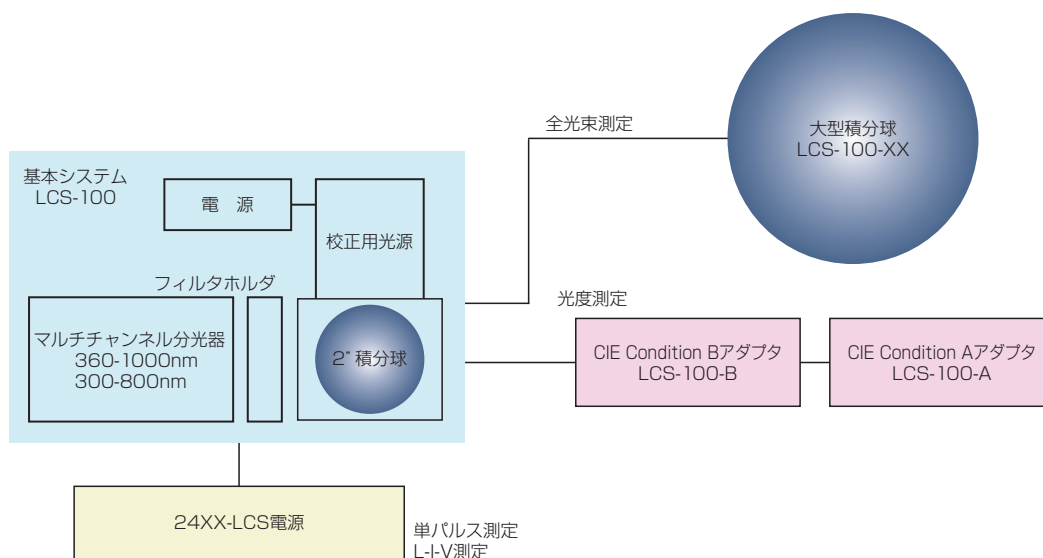 全光束測定
大型積分球
LCS-100-XX
基本システム
LCS-100
電 源
校正用光源
フィルタホルダ
マルチチャンネル分光器
360-1000nm
300-800nm
2" 積分球
光度測定
CIE Condition Bアダプタ
LCS-100-B
CIE Condition Aアダプタ
LCS-100-A
24XX-LCS電源
単パルス測定
L-I-V測定